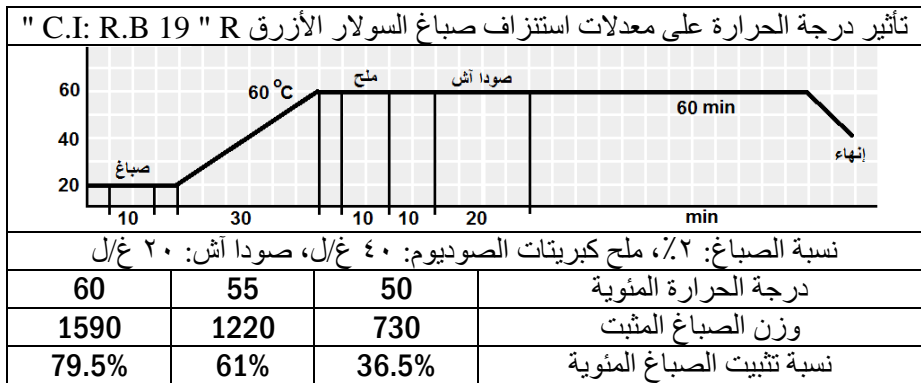 تأثير درجة الحرارة على معدلات استنزاف صباغ السولار الأزرق C.I: R.B 19 " R "
60
60 °C
ملح
صودا آش
60 min
40
إنهاء
صباغ
20
10 30 10 10 20 min
نسبة الصباغ: ٢٪، ملح كبريتات الصوديوم: ٤٠ غ/ل، صودا آش: ٢٠ غ/ل
درجة الحرارة المئوية 50 55 60
وزن الصباغ المثبت 730 1220 1590
نسبة تثبيت الصباغ المئوية 36.5% 61% 79.5%